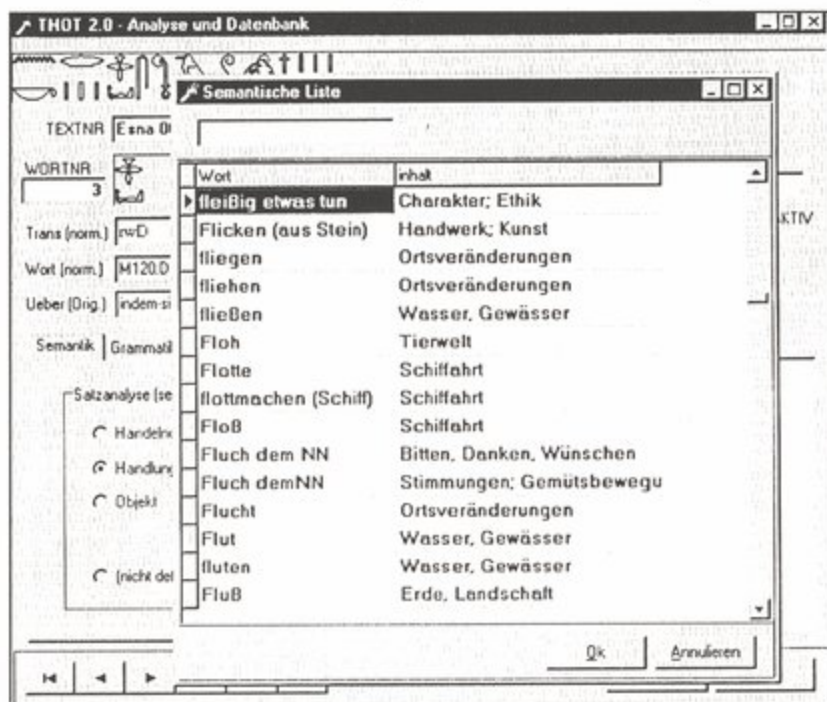 THOT 2.0 - Analyse und Datenbank
Semantische Liste
TEXTNR Esna
WORTNR
3
Trans (norm.) rwD
Wort (norm.) M120.D
Ueber (Orig.) indem-si
Semantik Grammatik
Satzanalyse (se
Handeln
Handlung
Objekt
(nicht de
AKTIV
Wort inhalt
fleißig etwas tun Charakter; Ethik
Flicken (aus Stein) Handwerk; Kunst
fliegen Ortsveränderungen
fliehen Ortsveränderungen
fließen Wasser, Gewässer
Floh Tierwelt
Flotte Schiffahrt
flottmachen (Schiff) Schiffahrt
Floß Schiffahrt
Fluch dem NN Bitten, Danken, Wünschen
Fluch demNN Stimmungen; Gemütsbewegu
Flucht Ortsveränderungen
Flut Wasser, Gewässer
fluten Wasser, Gewässer
Fluß Erde, Landschaft
Ok Annulieren